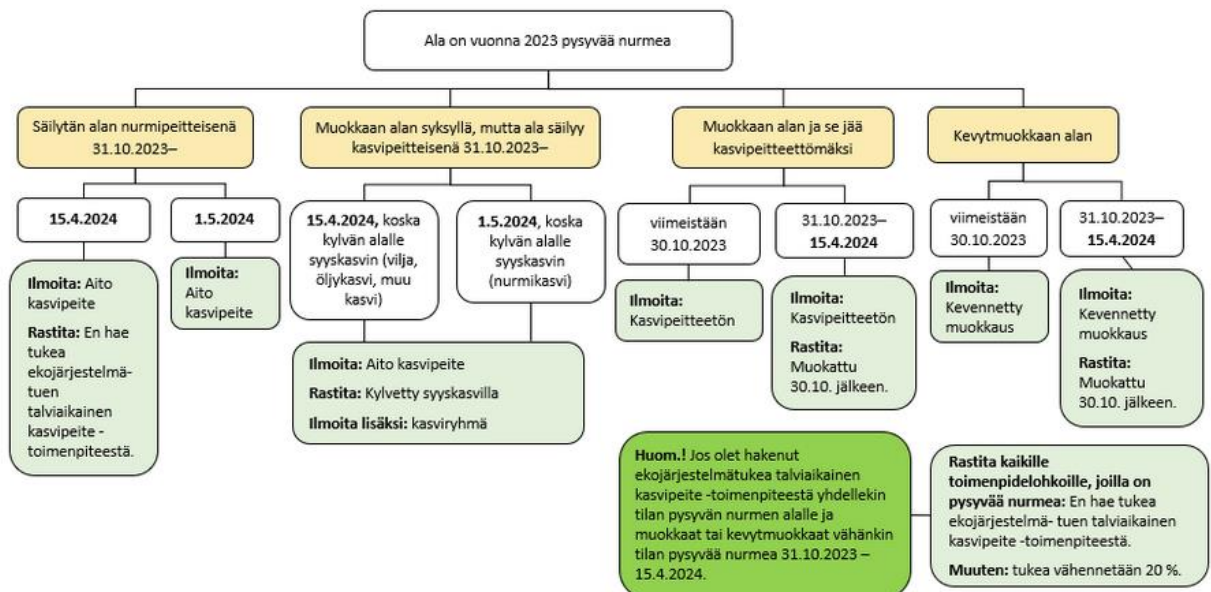 Ala on vuonna 2023 pysyvää nurmea
Säilytän alan nurmipeitteisenä
31.10.2023–
Muokkaan alan syksyllä, mutta ala säilyy
kasvipeitteisenä 31.10.2023–
Muokkaan alan ja se jää
kasvipeitteettömäksi
Kevytmuokkaan alan
15.4.2024
1.5.2024
15.4.2024, koska
kylvän alalle
syyskasvin (vilja,
öljykasvi, muu
kasvi)
1.5.2024, koska
kylvän alalle
syyskasvin
(nurmikasvi)
viimeistään
30.10.2023
31.10.2023–
15.4.2024
viimeistään
30.10.2023
31.10.2023–
15.4.2024
Ilmoita: Aito
kasvipeite
Rastita: En hae
tukea
ekojärjestelmä-
tuen
talviaikainen
kasvipeite -
toimenpiteestä.
Ilmoita:
Aito
kasvipeite
Ilmoita: Aito kasvipeite
Rastita: Kylvetty syyskasvilla
Ilmoita lisäksi: kasviryhmä
Ilmoita:
Kasvipeitteetön
Ilmoita:
Kasvipeitteetön
Rastita:
Muokattu
30.10. jälkeen.
Ilmoita:
Kevennetty
muokkaus
Ilmoita:
Kevennetty
muokkaus
Rastita:
Muokattu
30.10. jälkeen.
Huom.! Jos olet hakenut
ekojärjestelmätukea talviaikainen
kasvipeite -toimenpiteestä yhdellekin
tilan pysyvän nurmen alalle ja
muokkaat tai kevytmuokkaat vähänkin
tilan pysyvää nurmea 31.10.2023 –
15.4.2024.
Rastita kaikille
toimenpidelohkoille, joilla on
pysyvää nurmea: En hae tukea
ekojärjestelmä- tuen talviaikainen
kasvipeite -toimenpiteestä.
Muuten: tukea vähennetään 20 %.